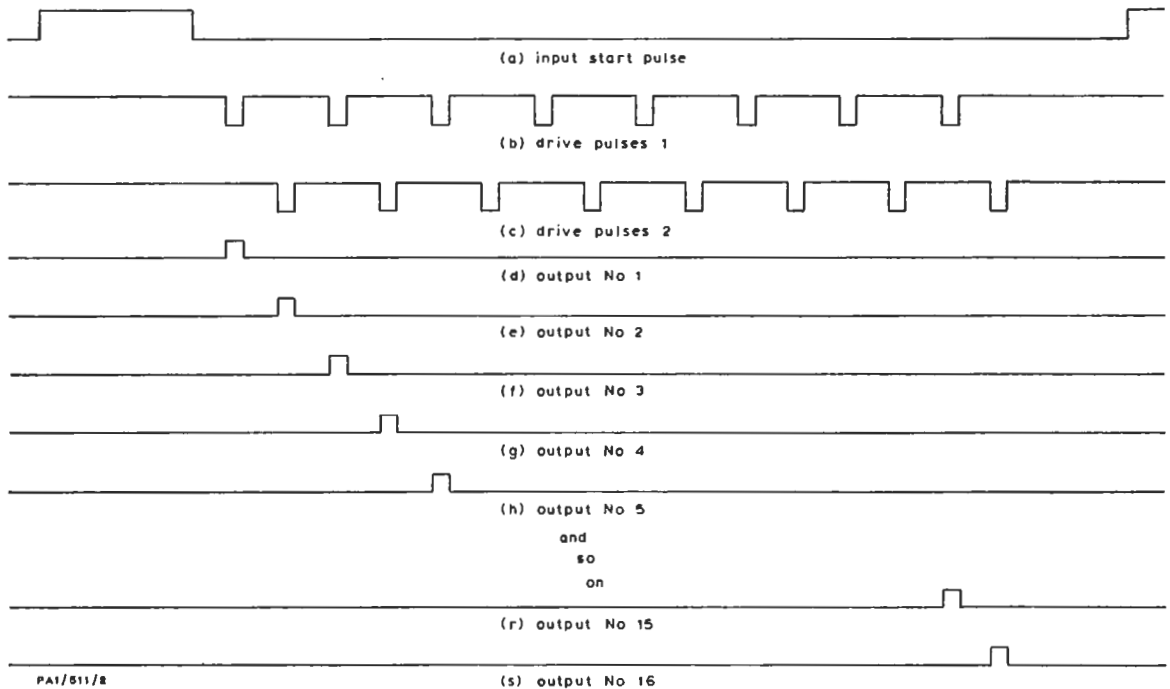 (a) input start pulse
(b) drive pulses 1
(c) drive pulses 2
(d) output No 1
(e) output No 2
(f) output No 3
(g) output No 4
(h) output No 5
and
so
on
(r) output No 15
(s) output No 16
PA1/511/2